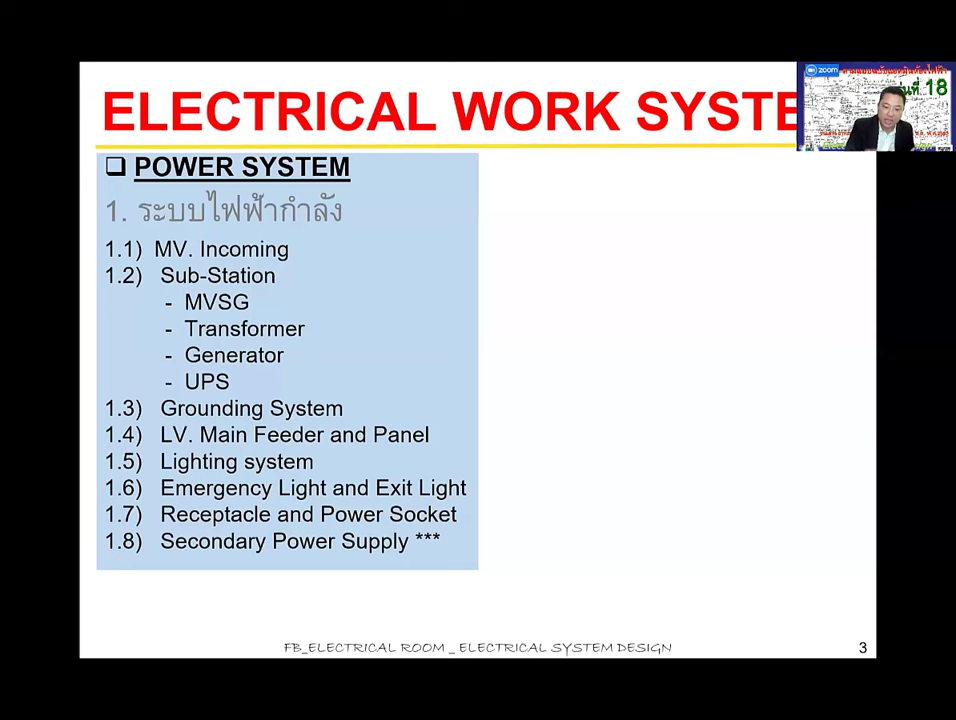 ELECTRICAL WORK SYSTE
zoom
18
❑ POWER SYSTEM
1. ระบบไฟฟ้ากำลัง
1.1) MV. Incoming
1.2) Sub-Station
- MVSG
- Transformer
- Generator
- UPS
1.3) Grounding System
1.4) LV. Main Feeder and Panel
1.5) Lighting system
1.6) Emergency Light and Exit Light
1.7) Receptacle and Power Socket
1.8) Secondary Power Supply ***
FB_ELECTRICAL ROOM _ ELECTRICAL SYSTEM DESIGN
3